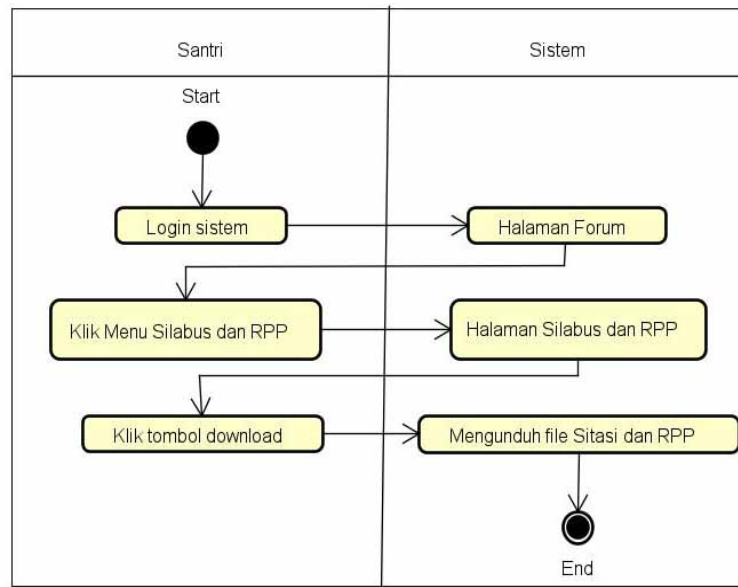 Santri
Sistem
Start
Login sistem
Halaman Forum
Klik Menu Silabus dan RPP
Halaman Silabus dan RPP
Klik tombol download
Mengunduh file Sitasi dan RPP
End